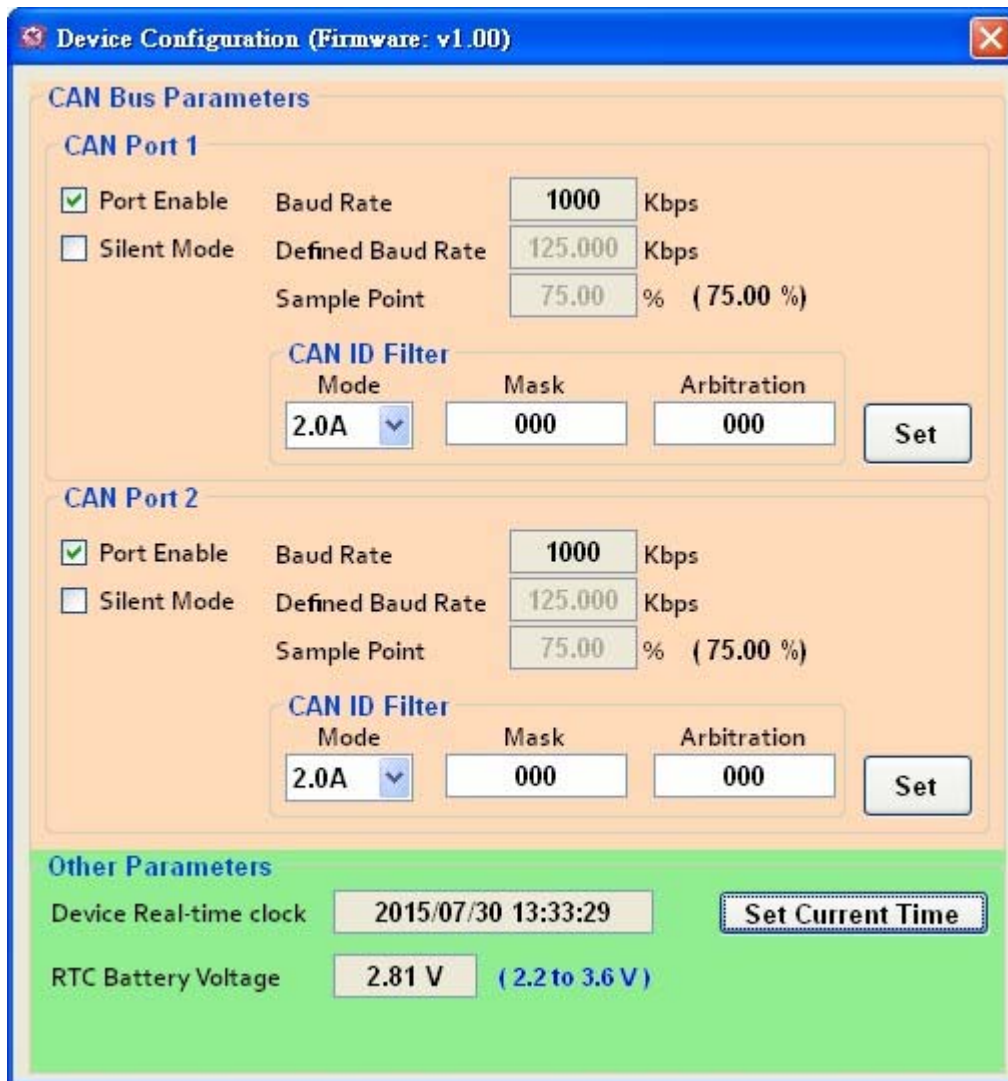 Device Configuration (Firmware: v1.00)
CAN Bus Parameters
CAN Port 1
Port Enable Baud Rate 1000 Kbps
Silent Mode Defined Baud Rate 125.000 Kbps
Sample Point 75.00 % ( 75.00 %)
CAN ID Filter
Mode Mask Arbitration
2.0A 000 000 Set
CAN Port 2
Port Enable Baud Rate 1000 Kbps
Silent Mode Defined Baud Rate 125.000 Kbps
Sample Point 75.00 % ( 75.00 %)
CAN ID Filter
Mode Mask Arbitration
2.0A 000 000 Set
Other Parameters
Device Real-time clock 2015/07/30 13:33:29 Set Current Time
RTC Battery Voltage 2.81 V ( 2.2 to 3.6 V )